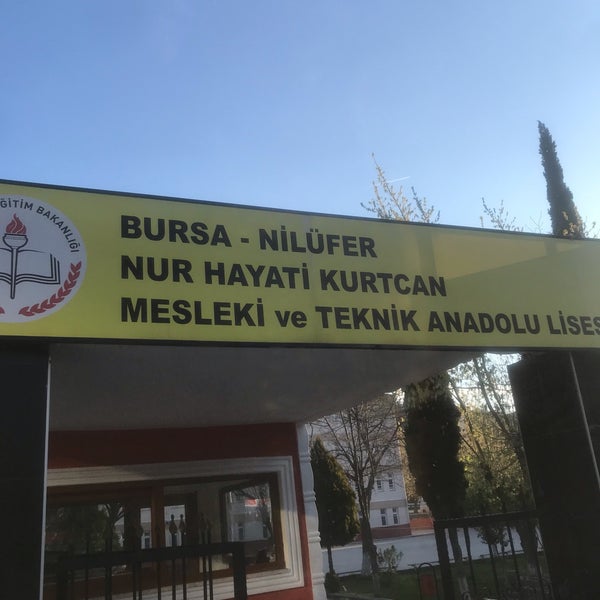 EĞİTİM BAKANLIĞI
BURSA - NİLÜFER
NUR HAYATİ KURTCAN
MESLEKİ ve TEKNİK ANADOLU LİSES